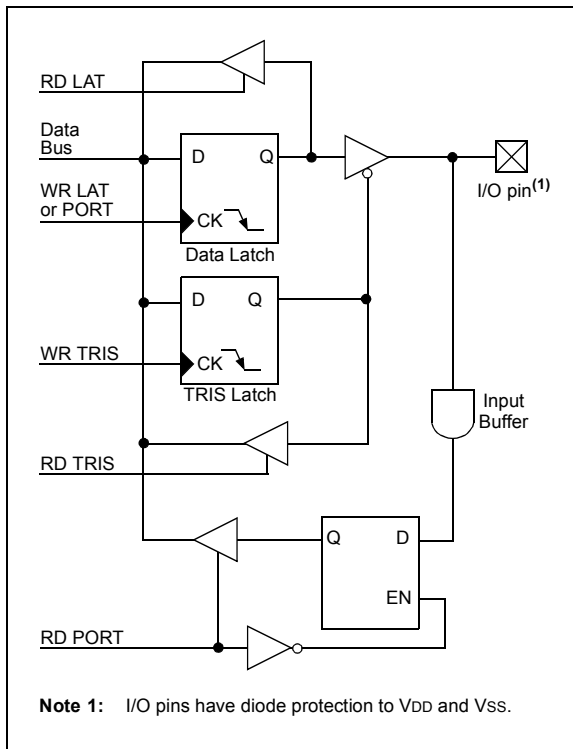 RD LAT
Data
Bus
D Q
WR LAT
or PORT
I/O pin(1)
CK
Data Latch
D Q
WR TRIS
CK
TRIS Latch
Input
Buffer
RD TRIS
Q D
EN
RD PORT
Note 1: I/O pins have diode protection to VDD and VSS.